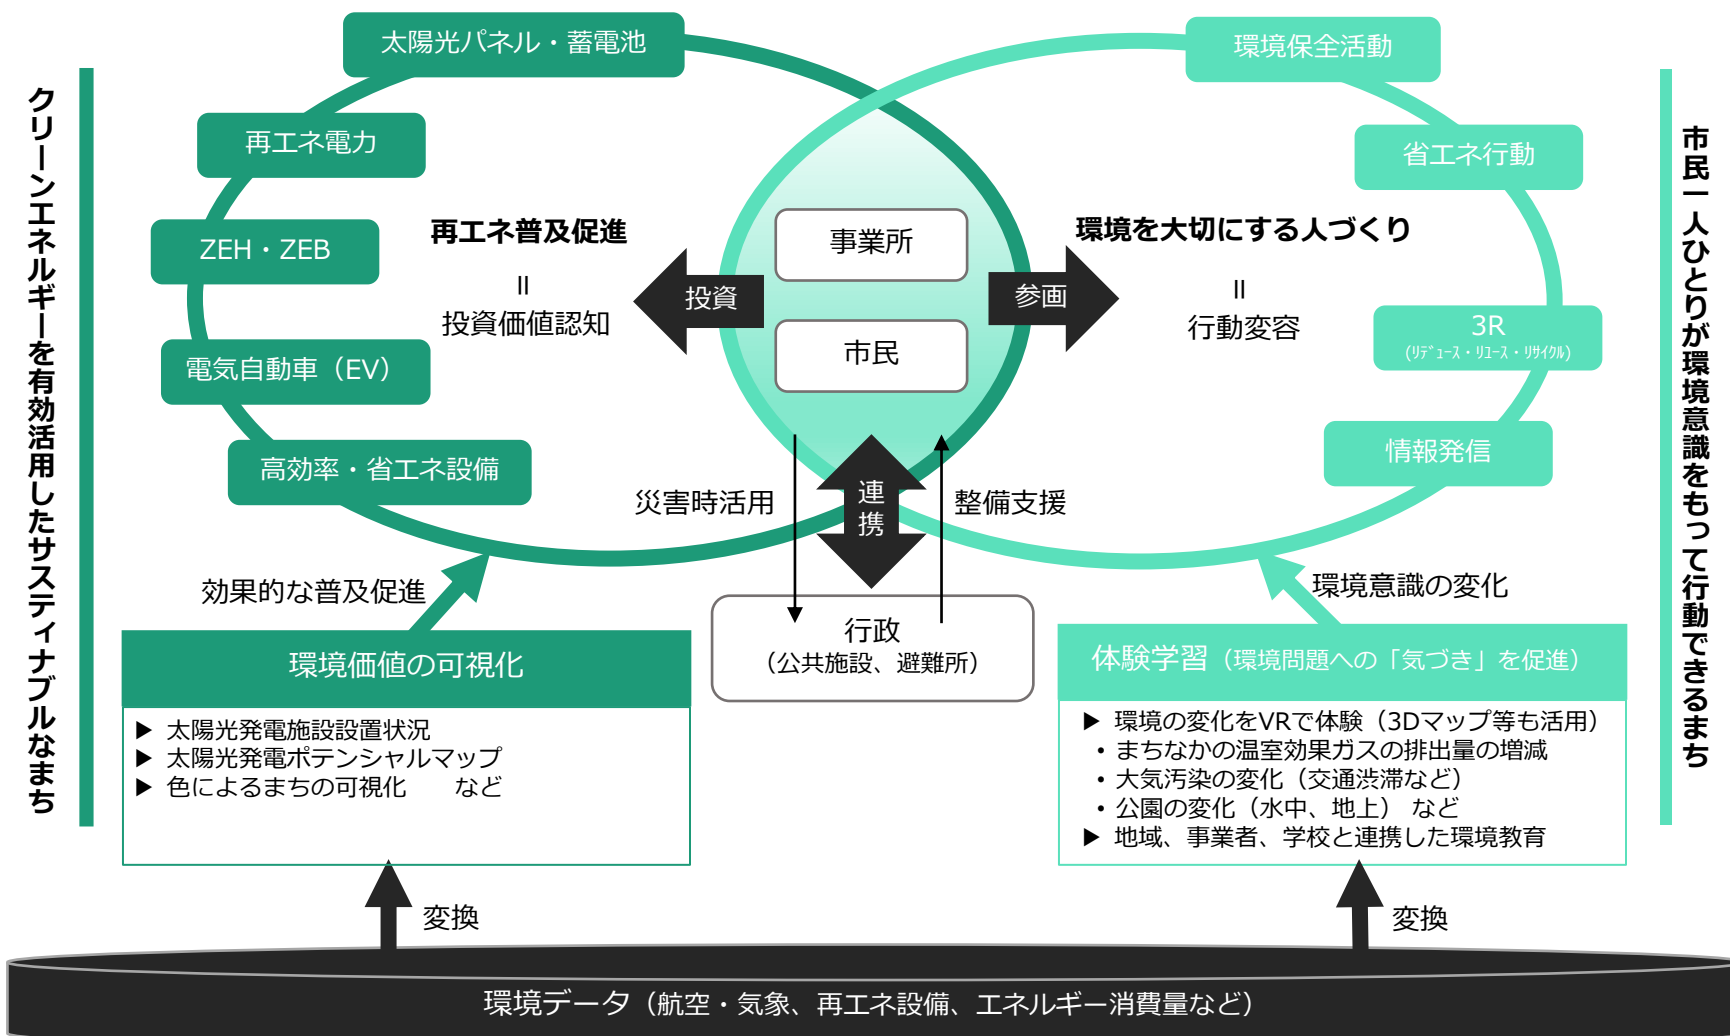 クリーンエネルギーを有効活用したサスティナブルなまち
太陽光パネル・蓄電池
再エネ電力
ZEH・ZEB
電気自動車（EV）
高効率・省エネ設備
再エネ普及促進
＝
投資価値認知
投資
事業所
市民
参画
環境を大切にする人づくり
＝
行動変容
環境保全活動
省エネ行動
3R
（ﾘﾃﾞｭｰｽ・ﾘﾕｰｽ・ﾘｻｲｸﾙ）
情報発信
市民一人ひとりが環境意識をもって行動できるまち
災害時活用
連携
整備支援
行政
（公共施設、避難所）
効果的な普及促進
環境価値の可視化
▶ 太陽光発電施設設置状況
▶ 太陽光発電ポテンシャルマップ
▶ 色によるまちの可視化　　など
環境意識の変化
体験学習（環境問題への「気づき」を促進）
▶ 環境の変化をVRで体験（3Dマップ等も活用）
・まちなかの温室効果ガスの排出量の増減
・大気汚染の変化（交通渋滞など）
・公園の変化（水中、地上） など
▶ 地域、事業者、学校と連携した環境教育
変換
変換
環境データ（航空・気象、再エネ設備、エネルギー消費量など）